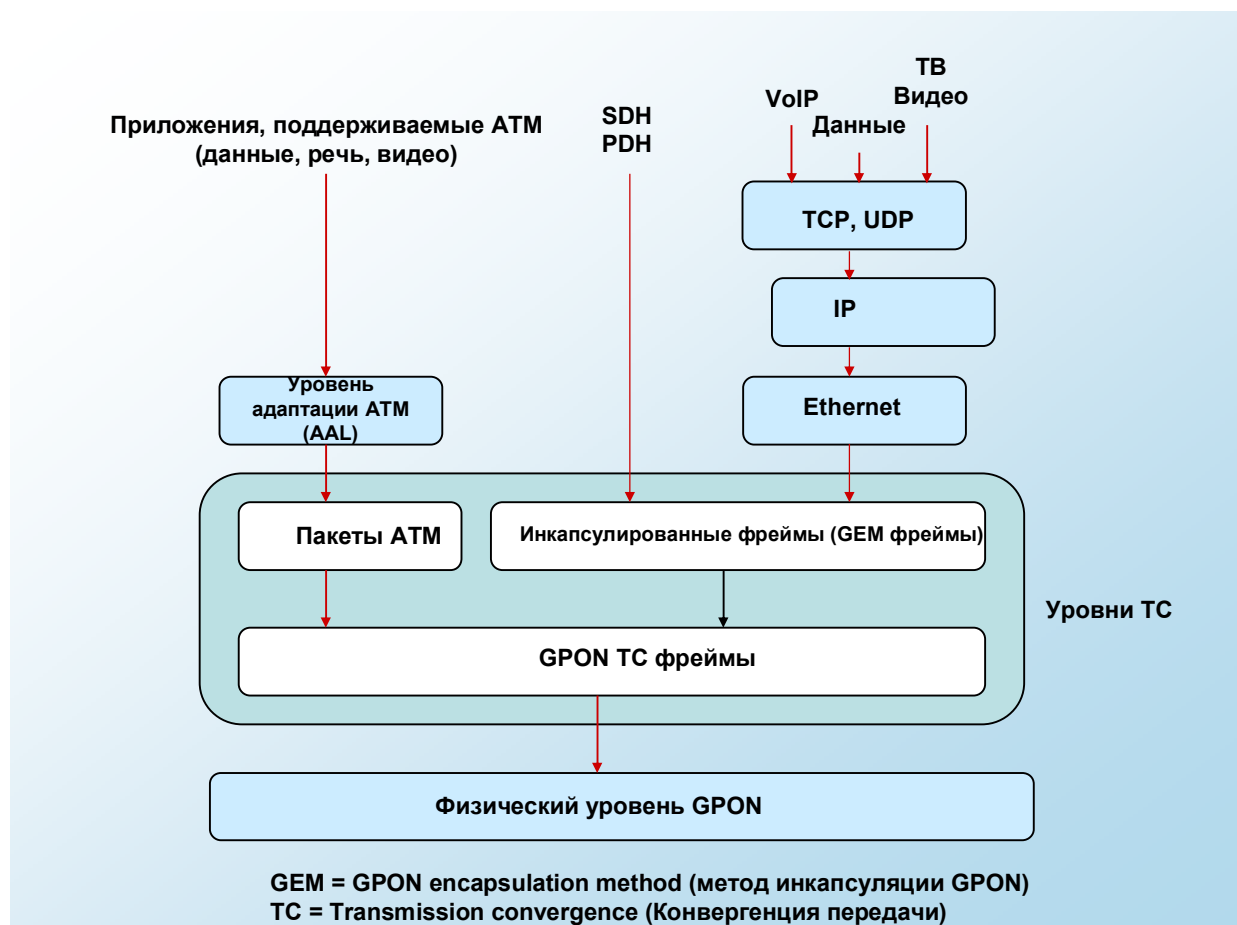 Приложения, поддерживаемые ATM
(данные, речь, видео)
SDH
PDH
VoIP
Данные
ТВ
Видео
TCP, UDP
IP
Ethernet
Уровень
адаптации ATM
(AAL)
Пакеты ATM
Инкапсулированные фреймы (GEM фреймы)
GPON TC фреймы
Уровни TC
Физический уровень GPON
GEM = GPON encapsulation method (метод инкапсуляции GPON)
TC = Transmission convergence (Конвергенция передачи)